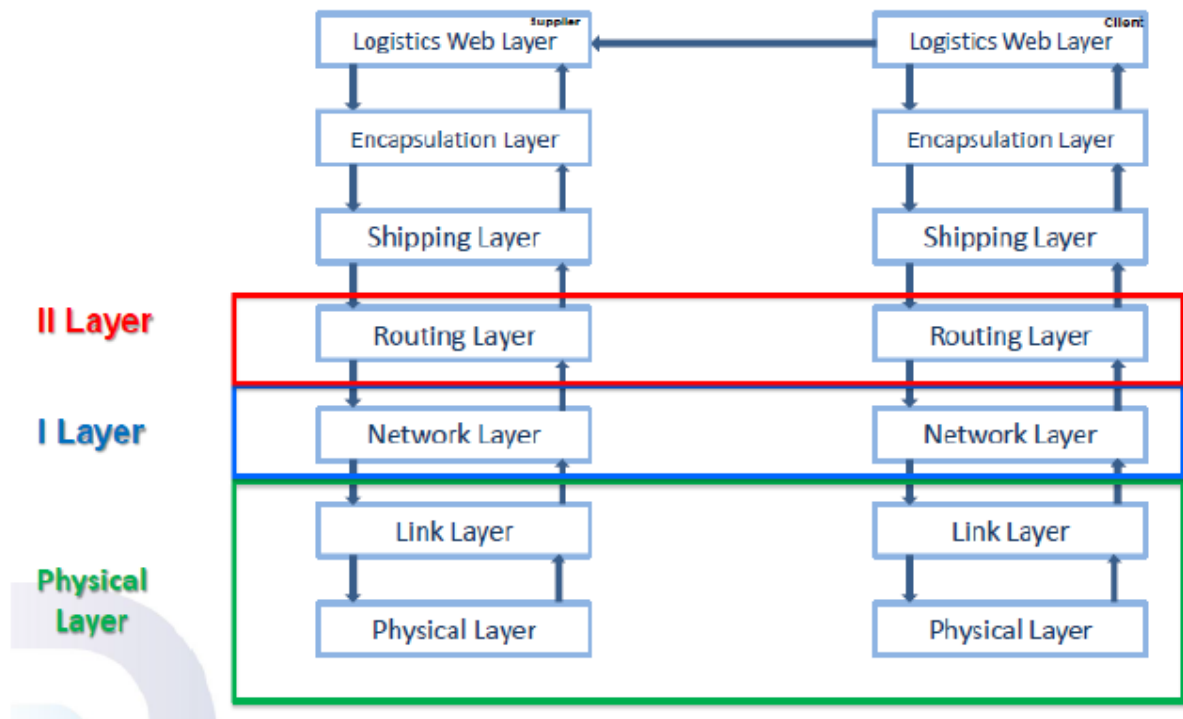 Supplier
Logistics Web Layer
Client
Logistics Web Layer
Encapsulation Layer
Encapsulation Layer
Shipping Layer
Shipping Layer
II Layer
Routing Layer
Routing Layer
I Layer
Network Layer
Network Layer
Link Layer
Link Layer
Physical
Layer
Physical Layer
Physical Layer